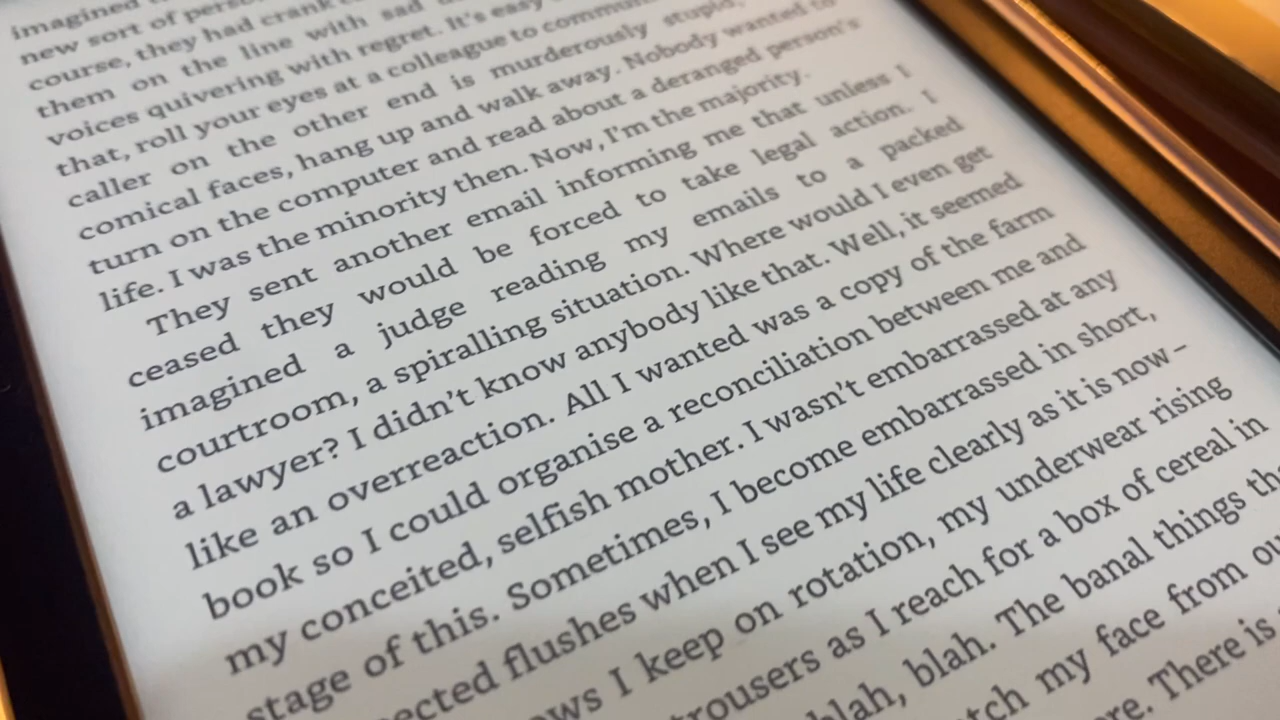 imagined
new sort of
course, they had crank
them on the line with sad
voices quivering with regret. It's easy
that, roll your eyes at a colleague to
caller on the other end is murderously stupid,
comical faces, hang up and walk away. Nobody wanted to
turn on the computer and read about a deranged person's
life. I was the minority then. Now, I'm the majority.
They sent another email informing me that unless I
ceased they would be forced to take legal action. I
imagined a judge reading my emails to a packed
courtroom, a spiralling situation. Where would I even get
a lawyer? I didn't know anybody like that. Well, it seemed
like an overreaction. All I wanted was a copy of the farm
book so I could organise a reconciliation between me and
my conceited, selfish mother. I wasn't embarrassed at any
stage of this. Sometimes, I become embarrassed in short,
flushes when I see my life clearly as it is now –
I keep on rotation, my underwear rising
trousers as I reach for a box of cereal in
blah, blah. The banal things
my face from
There is